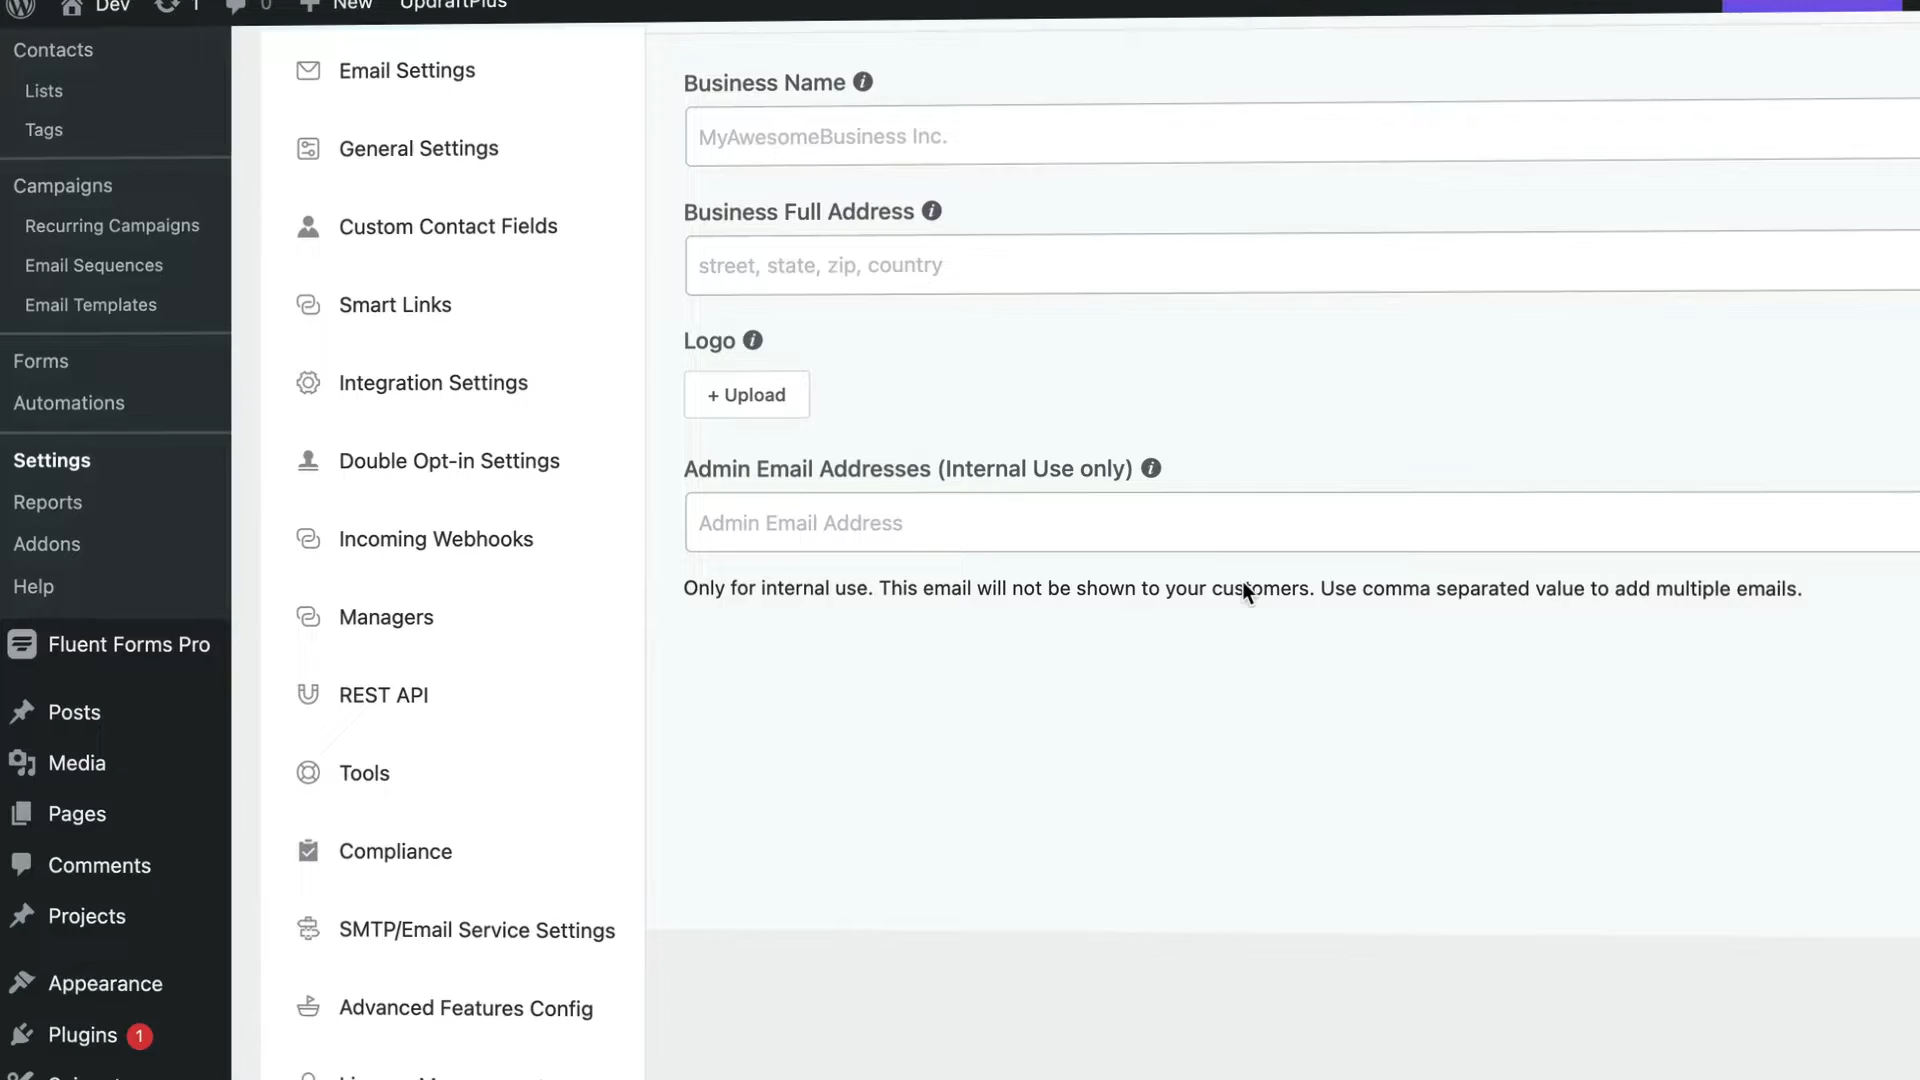 Dev 1 0 New UpdraftPlus
Contacts
Lists
Tags
Campaigns
Recurring Campaigns
Email Sequences
Email Templates
Forms
Automations
Settings
Reports
Addons
Help
Fluent Forms Pro
Posts
Media
Pages
Comments
Projects
Appearance
Plugins 1
Email Settings
General Settings
Custom Contact Fields
Smart Links
Integration Settings
Double Opt-in Settings
Incoming Webhooks
Managers
REST API
Tools
Compliance
SMTP/Email Service Settings
Advanced Features Config
Business Name
MyAwesomeBusiness Inc.
Business Full Address
street, state, zip, country
Logo
+ Upload
Admin Email Addresses (Internal Use only)
Admin Email Address
Only for internal use. This email will not be shown to your customers. Use comma separated value to add multiple emails.